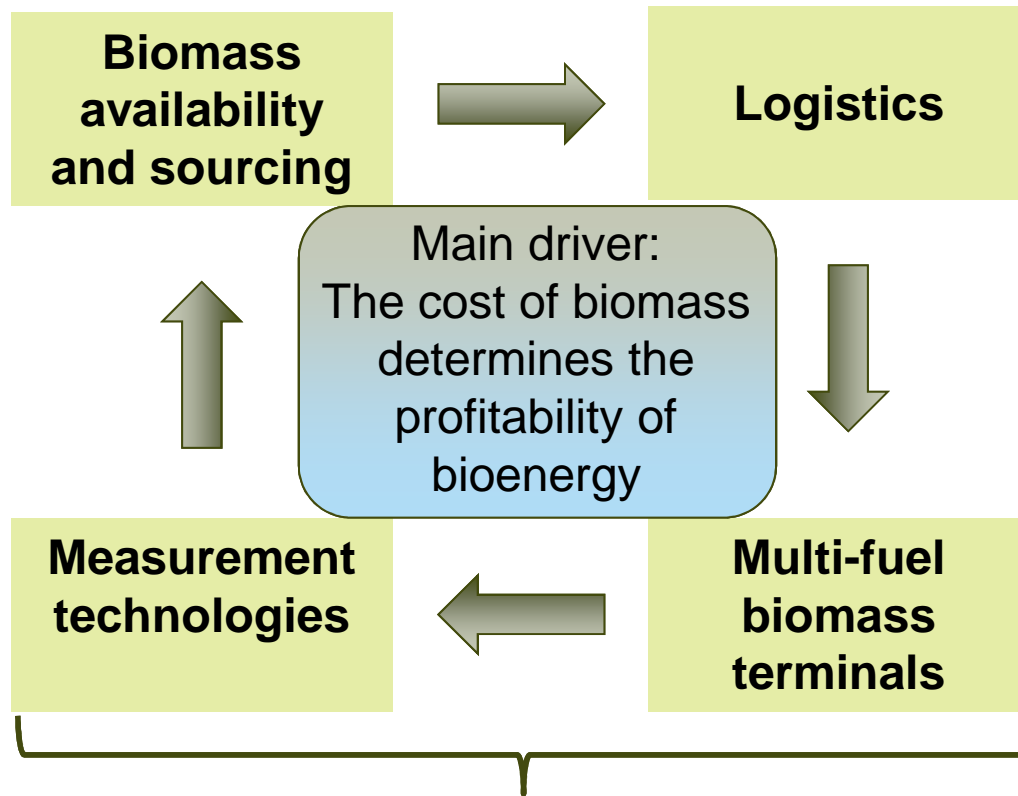 Biomass
availability
and sourcing
Logistics
Main driver:
The cost of biomass
determines the
profitability of
bioenergy
Measurement
technologies
Multi-fuel
biomass
terminals